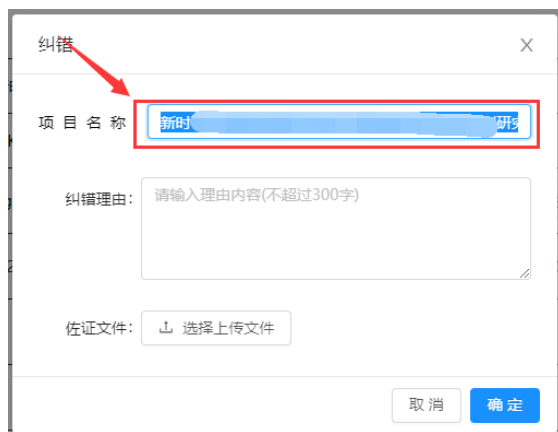 纠错
项 目 名 称
新时 研究
纠错理由:
请输入理由内容(不超过300字)
佐证文件:
选择上传文件
取 消
确 定